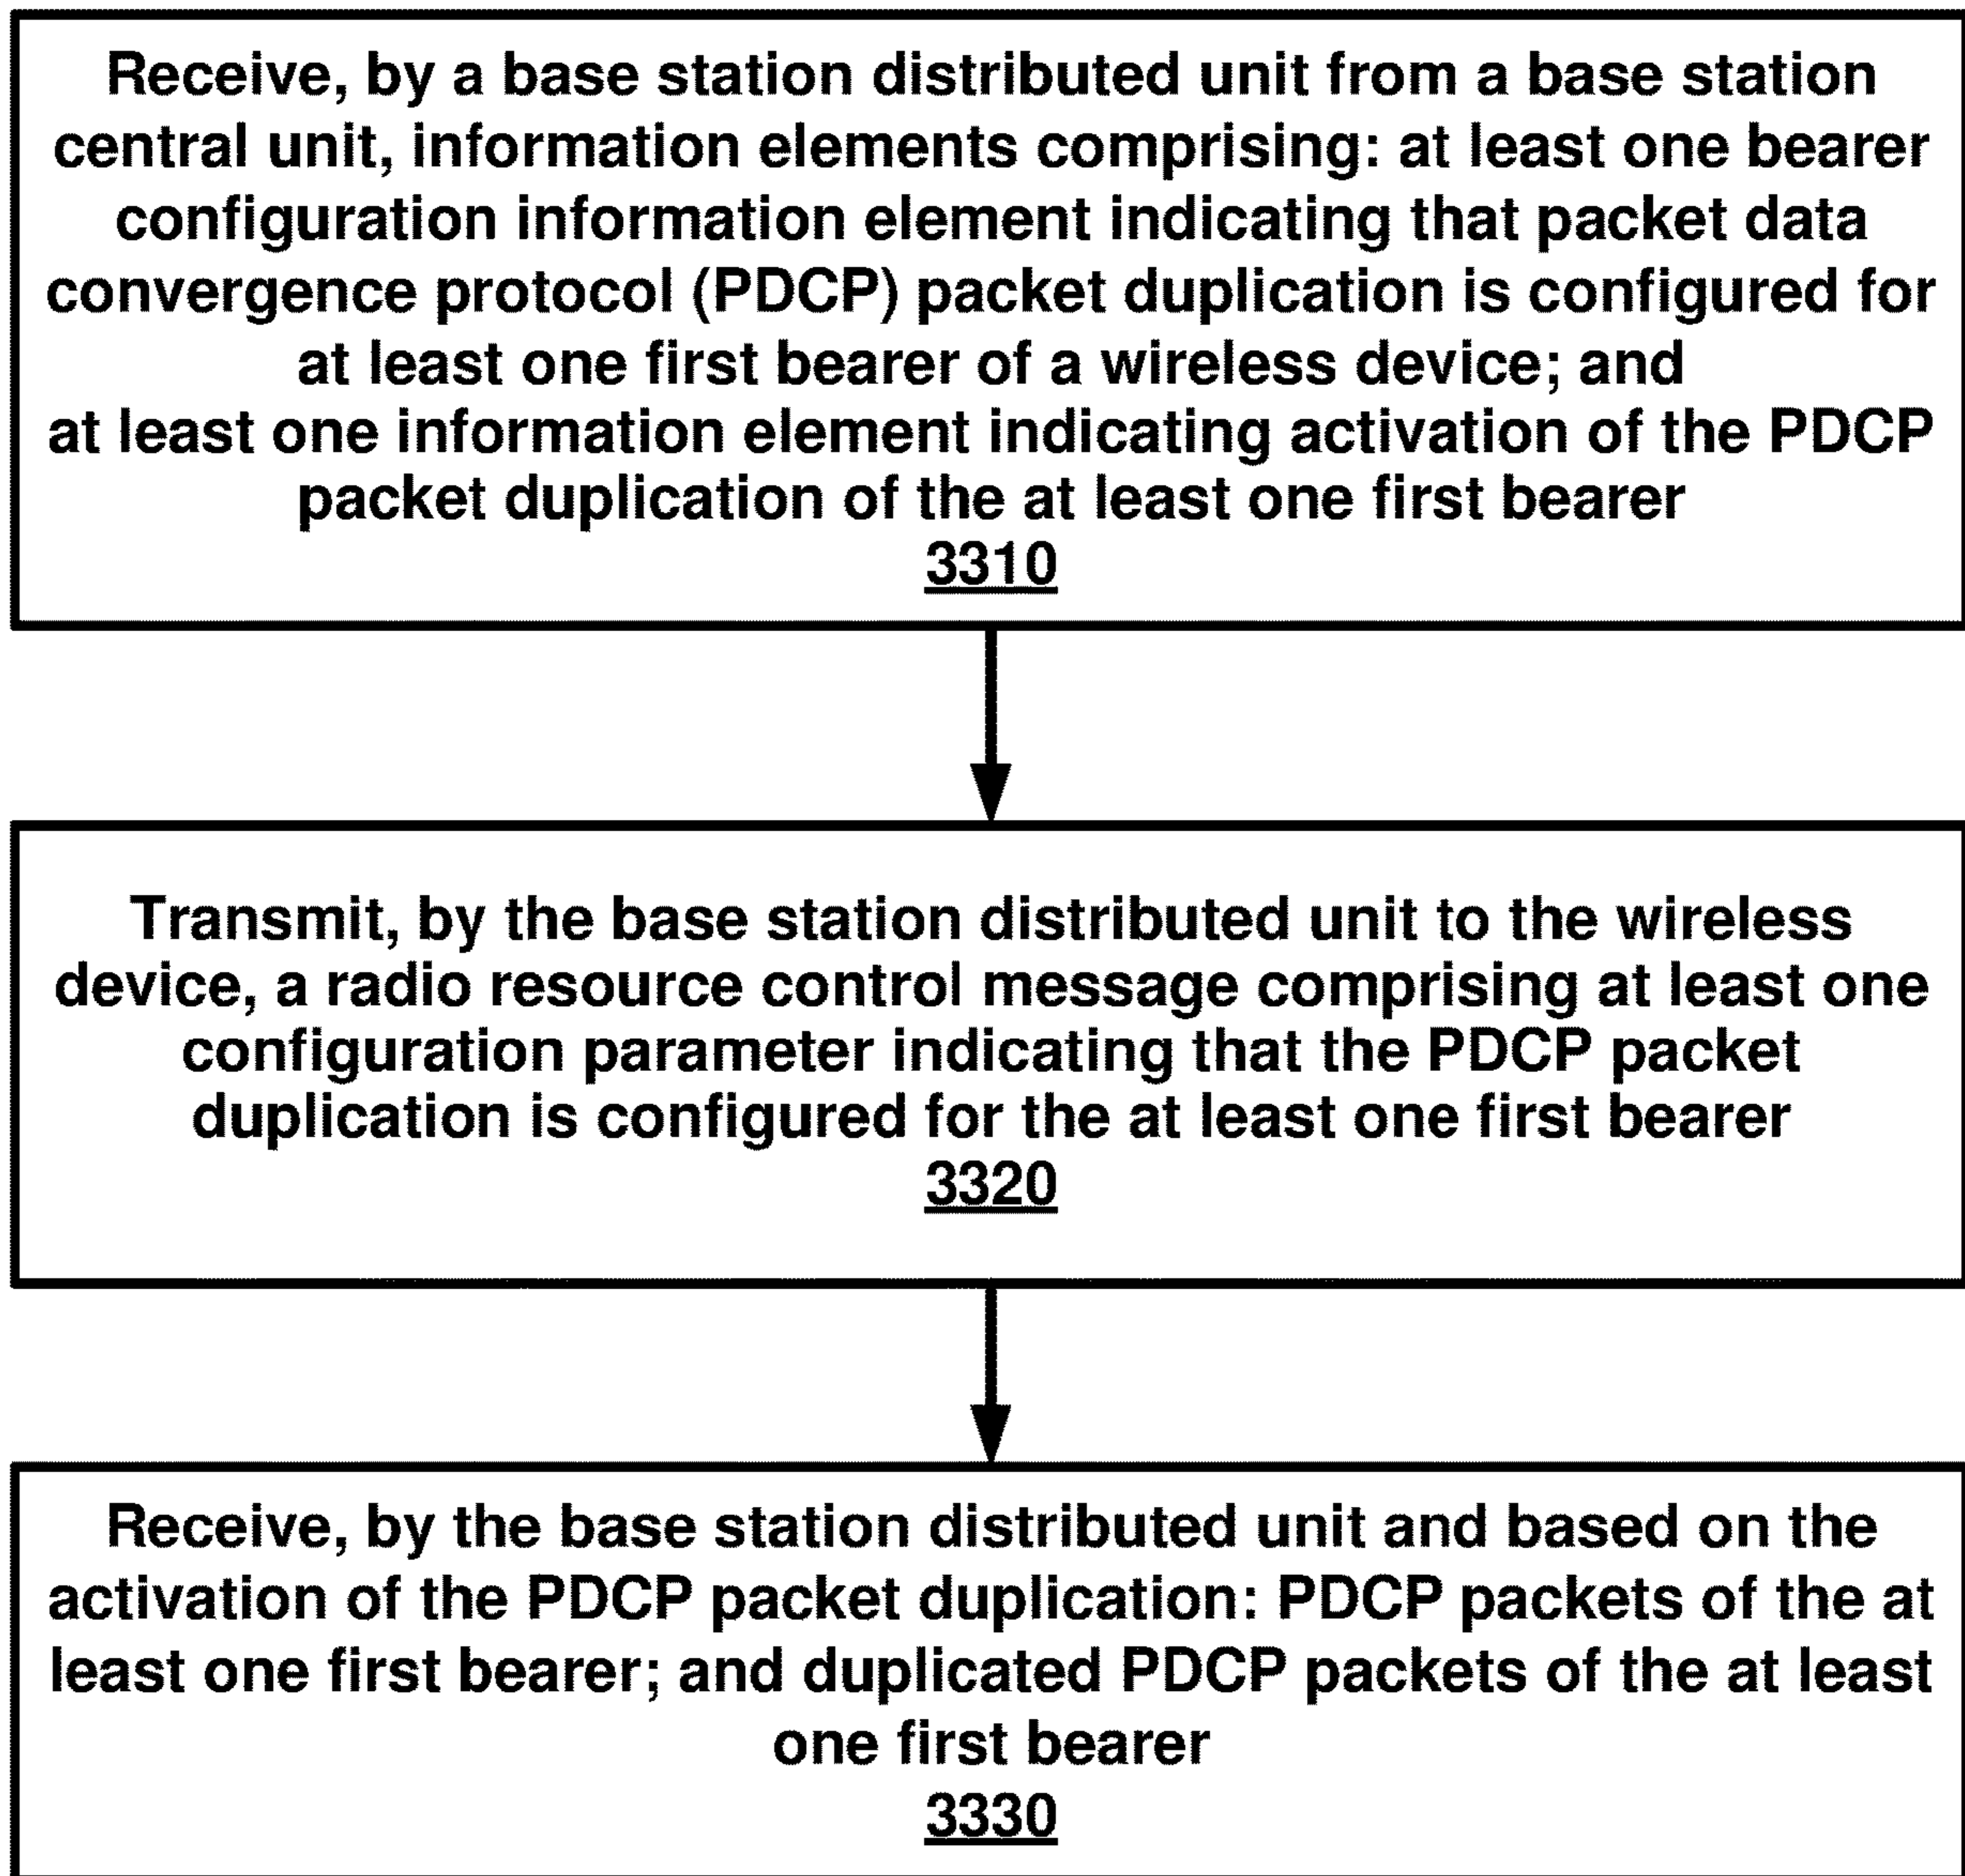 Receive, by a base station distributed unit from a base station
central unit, information elements comprising: at least one bearer
configuration information element indicating that packet data
convergence protocol (PDCP) packet duplication is configured for
at least one first bearer of a wireless device; and
at least one information element indicating activation of the PDCP
packet duplication of the at least one first bearer
3310
Transmit, by the base station distributed unit to the wireless
device, a radio resource control message comprising at least one
configuration parameter indicating that the PDCP packet
duplication is configured for the at least one first bearer
3320
Receive, by the base station distributed unit and based on the
activation of the PDCP packet duplication: PDCP packets of the at
least one first bearer; and duplicated PDCP packets of the at least
one first bearer
3330